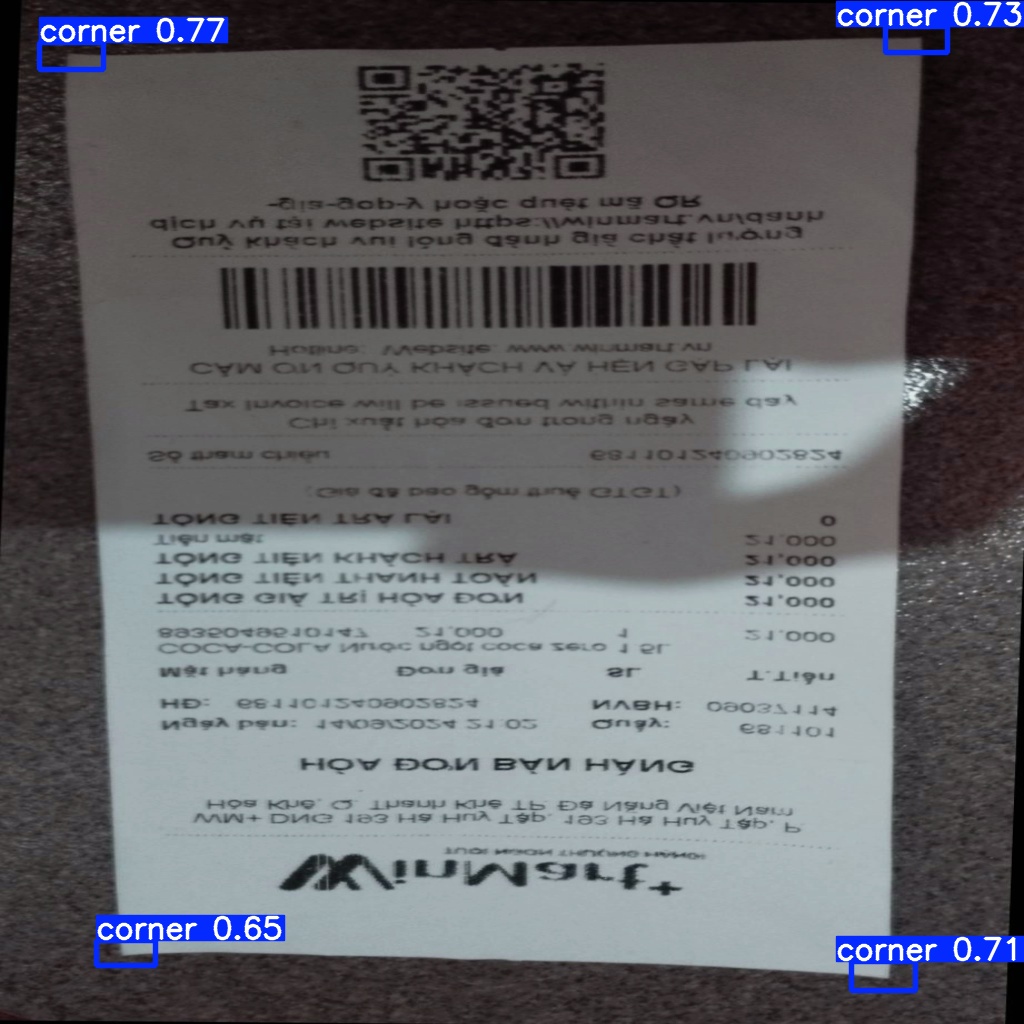 corner 0.77
corner 0.73
WinMart+
TƯƠI NGON THƯỢNG HẠNG!
WM+ DNG 193 Hà Huy Tập, 193 Hà Huy Tập, P.
Hòa Khê, Q. Thanh Khê TP. Đà Nẵng Việt Nam
HÓA ĐƠN BÁN HÀNG
Ngày bán: 14/09/2024 21:02 Quầy: 681101
HĐ: 681101240902824 NVBH: 09037114
Mặt hàng Đơn giá SL T.Tiền
COCA-COLA Nước ngọt coca zero 1.5L
8935049510147 21,000 1 21,000
TỔNG GIÁ TRỊ HÓA ĐƠN 21,000
TỔNG TIỀN THANH TOÁN 21,000
TỔNG TIỀN KHÁCH TRẢ 21,000
Tiền mặt 21,000
TỔNG TIỀN TRẢ LẠI 0
(Giá đã bao gồm thuế GTGT)
Số tham chiếu 681101240902824
Chỉ xuất hóa đơn trong ngày
Tax invoice will be issued within same day
CẢM ƠN QUÝ KHÁCH VÀ HẸN GẶP LẠI
Hotline: Website: www.winmart.vn
Quý khách vui lòng đánh giá chất lượng
dịch vụ tại website https://winmart.vn/danh
-gia-gop-y hoặc quét mã QR
corner 0.65
corner 0.71